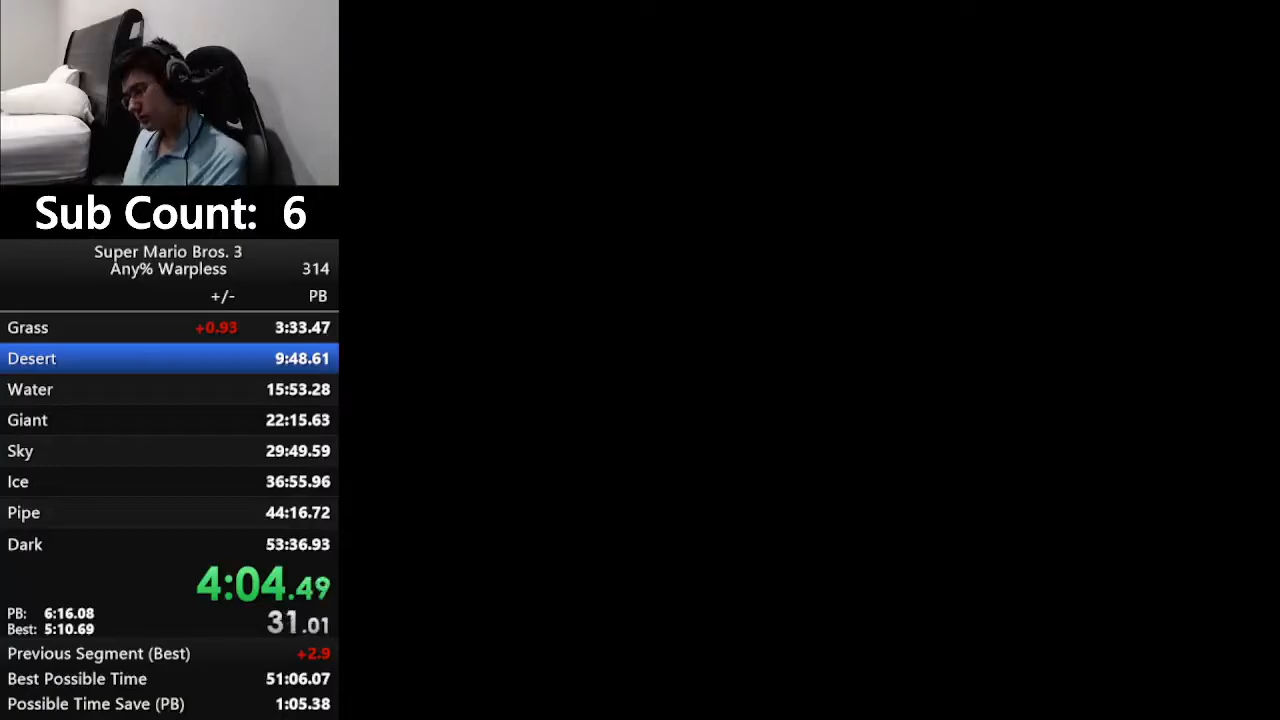 Sub Count: 6
Super Mario Bros. 3
Any% Warpless 314
+/- PB
Grass +0.93 3:33.47
Desert 9:48.61
Water 15:53.28
Giant 22:15.63
Sky 29:49.59
Ice 36:55.96
Pipe 44:16.72
Dark 53:36.93
4:04.49
PB: 6:16.08
Best: 5:10.69
31.01
Previous Segment (Best) +2.9
Best Possible Time 51:06.07
Possible Time Save (PB) 1:05.38